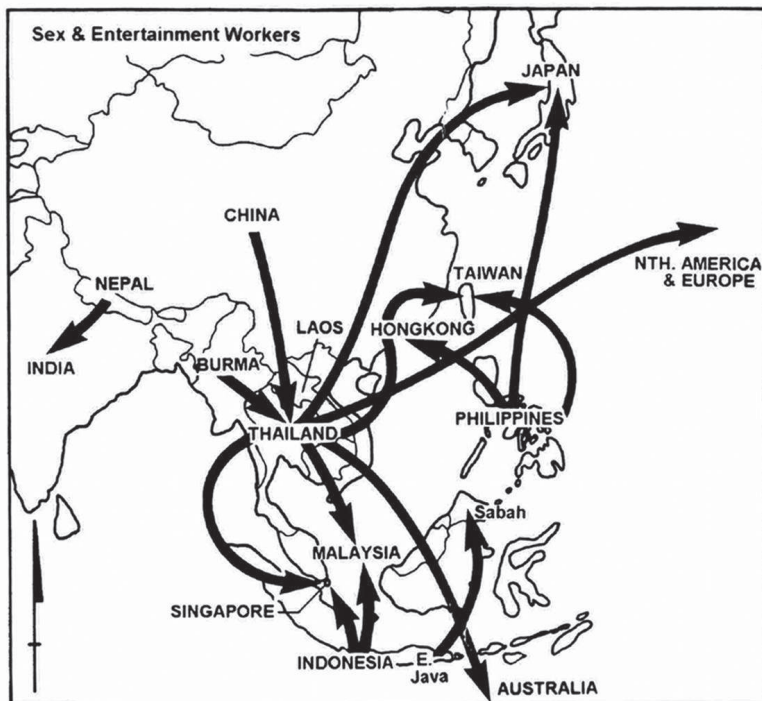 Sex & Entertainment Workers
JAPAN
CHINA
NTH. AMERICA
& EUROPE
TAIWAN
NEPAL
HONGKONG
LAOS
INDIA
BURMA
PHILIPPINES
THAILAND
Sabah
MALAYSIA
SINGAPORE
INDONESIA
E.
Java
AUSTRALIA